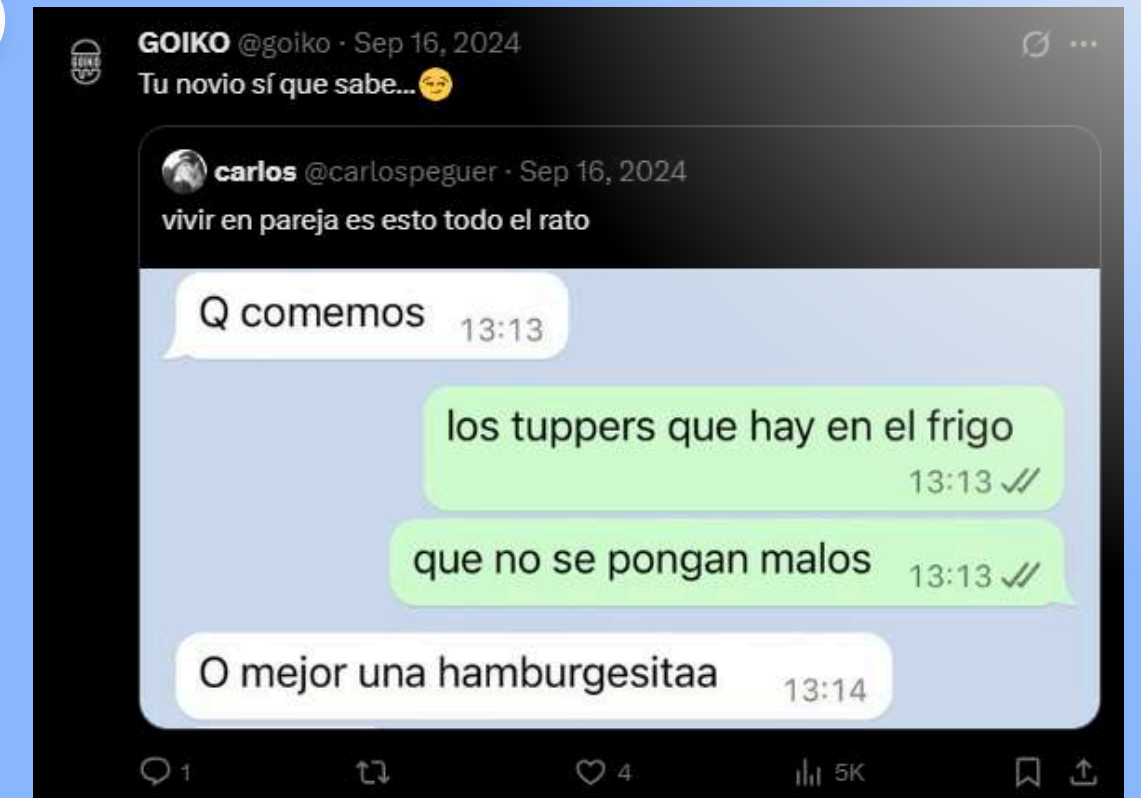 GOIKO @goiko · Sep 16, 2024
Tu novio sí que sabe...😏
carlos @carlospeguer · Sep 16, 2024
vivir en pareja es esto todo el rato
Q comemos 13:13
los tuppers que hay en el frigo
13:13
que no se pongan malos 13:13
O mejor una hamburgesitaa 13:14
1 4 5K